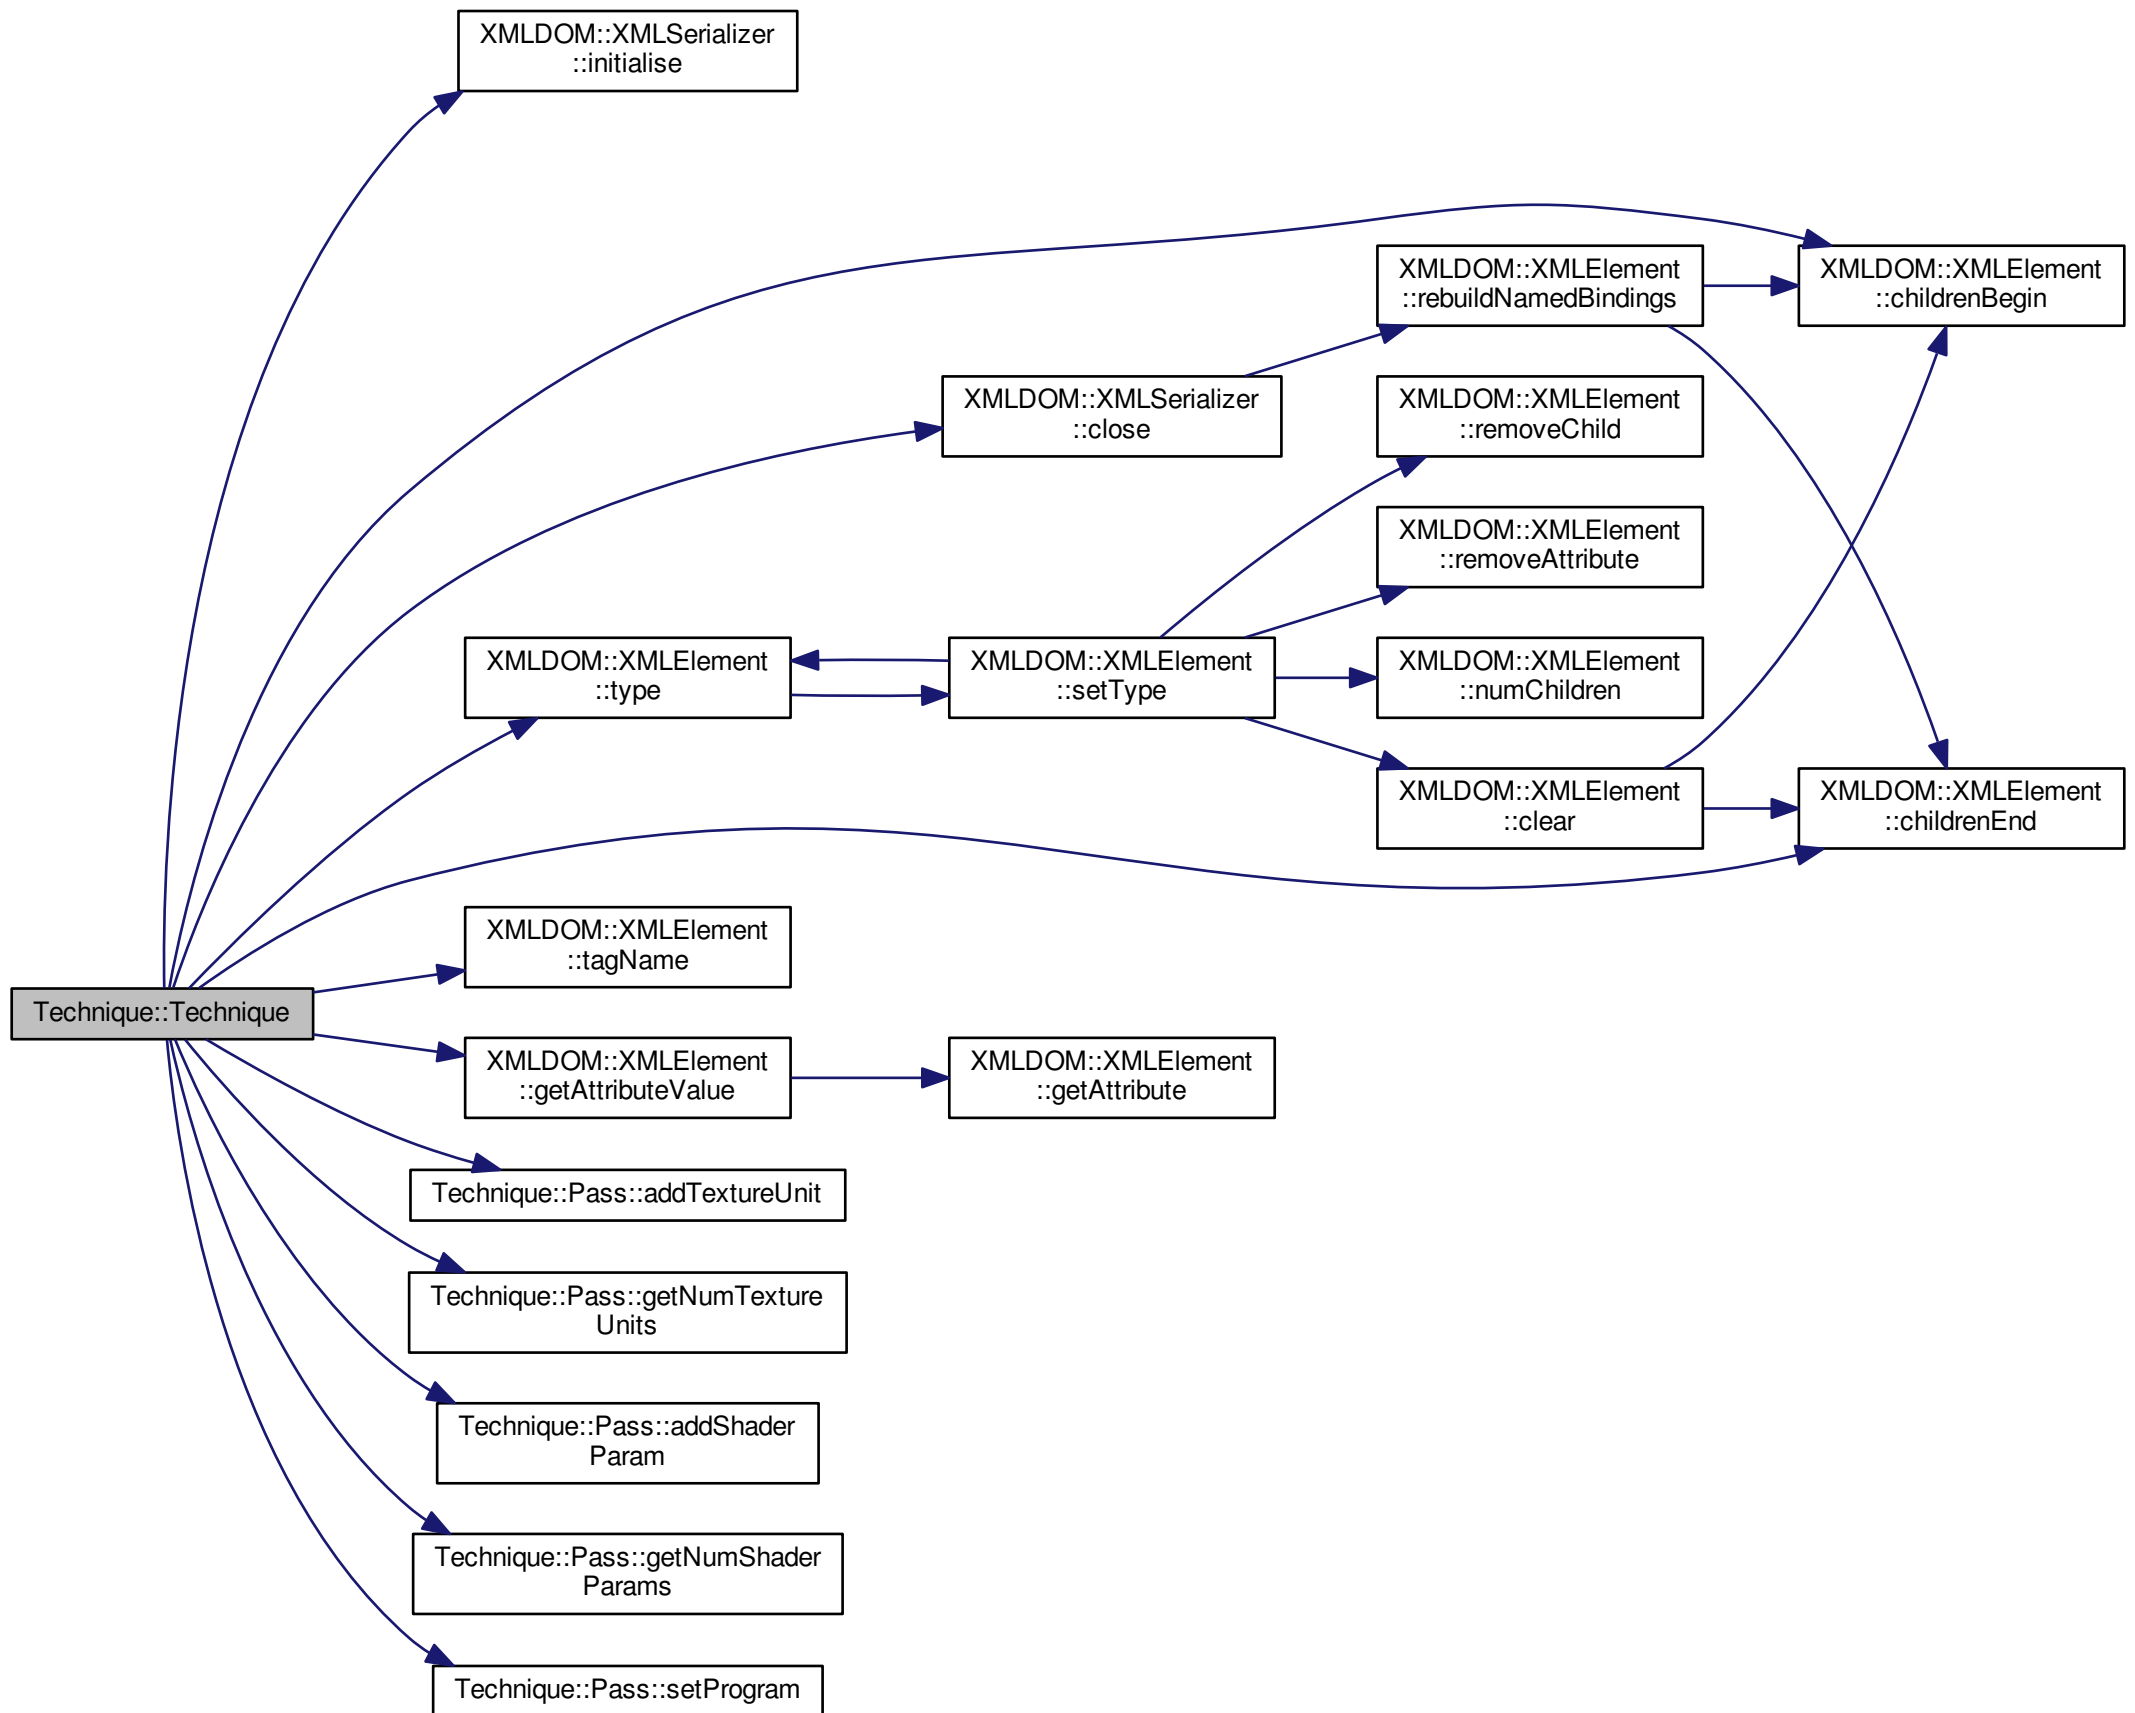 XMLDOM::XMLSerializer
::initialise
XMLDOM::XMLElement
::rebuildNamedBindings
XMLDOM::XMLElement
::childrenBegin
XMLDOM::XMLSerializer
::close
XMLDOM::XMLElement
::removeChild
XMLDOM::XMLElement
::removeAttribute
XMLDOM::XMLElement
::type
XMLDOM::XMLElement
::setType
XMLDOM::XMLElement
::numChildren
XMLDOM::XMLElement
::clear
XMLDOM::XMLElement
::childrenEnd
XMLDOM::XMLElement
::tagName
Technique::Technique
XMLDOM::XMLElement
::getAttributeValue
XMLDOM::XMLElement
::getAttribute
Technique::Pass::addTextureUnit
Technique::Pass::getNumTexture
Units
Technique::Pass::addShader
Param
Technique::Pass::getNumShader
Params
Technique::Pass::setProgram